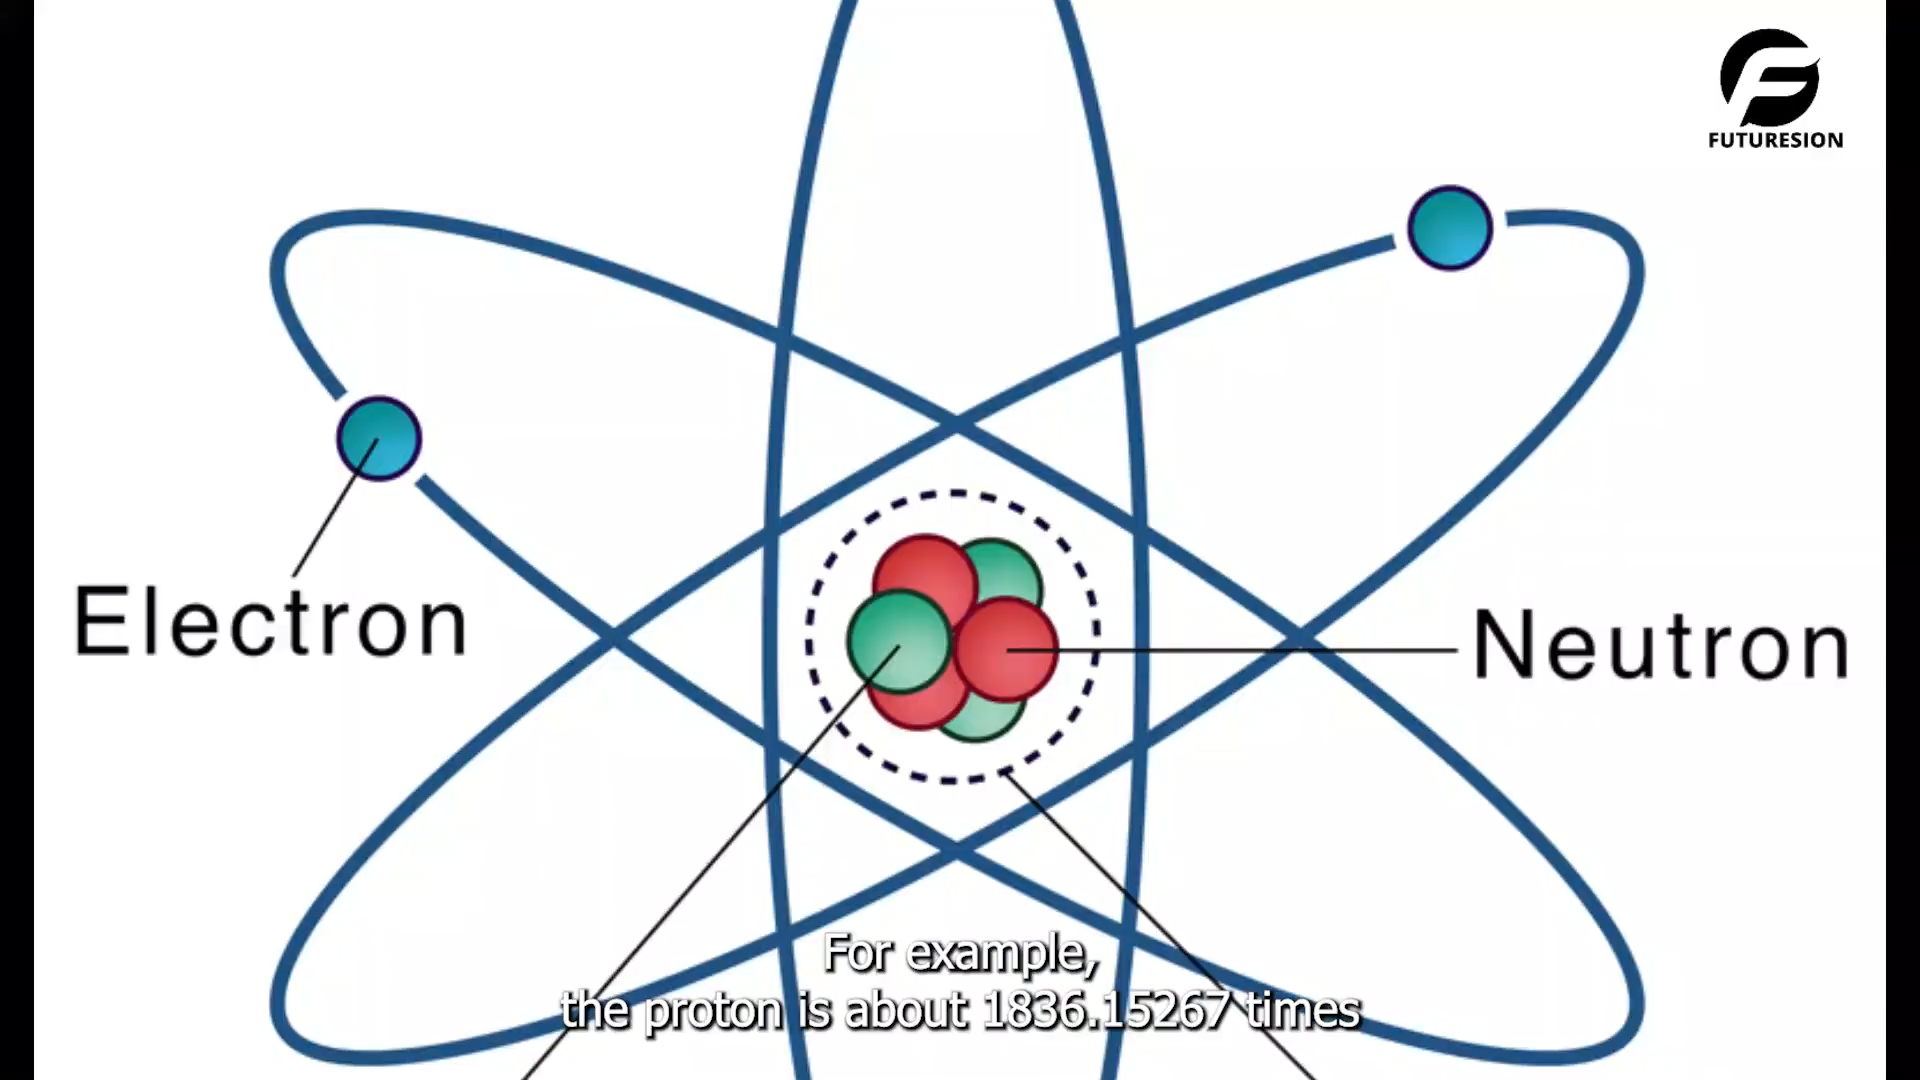 FUTURESION
Electron
Neutron
For example,
the proton is about 1836.15267 times